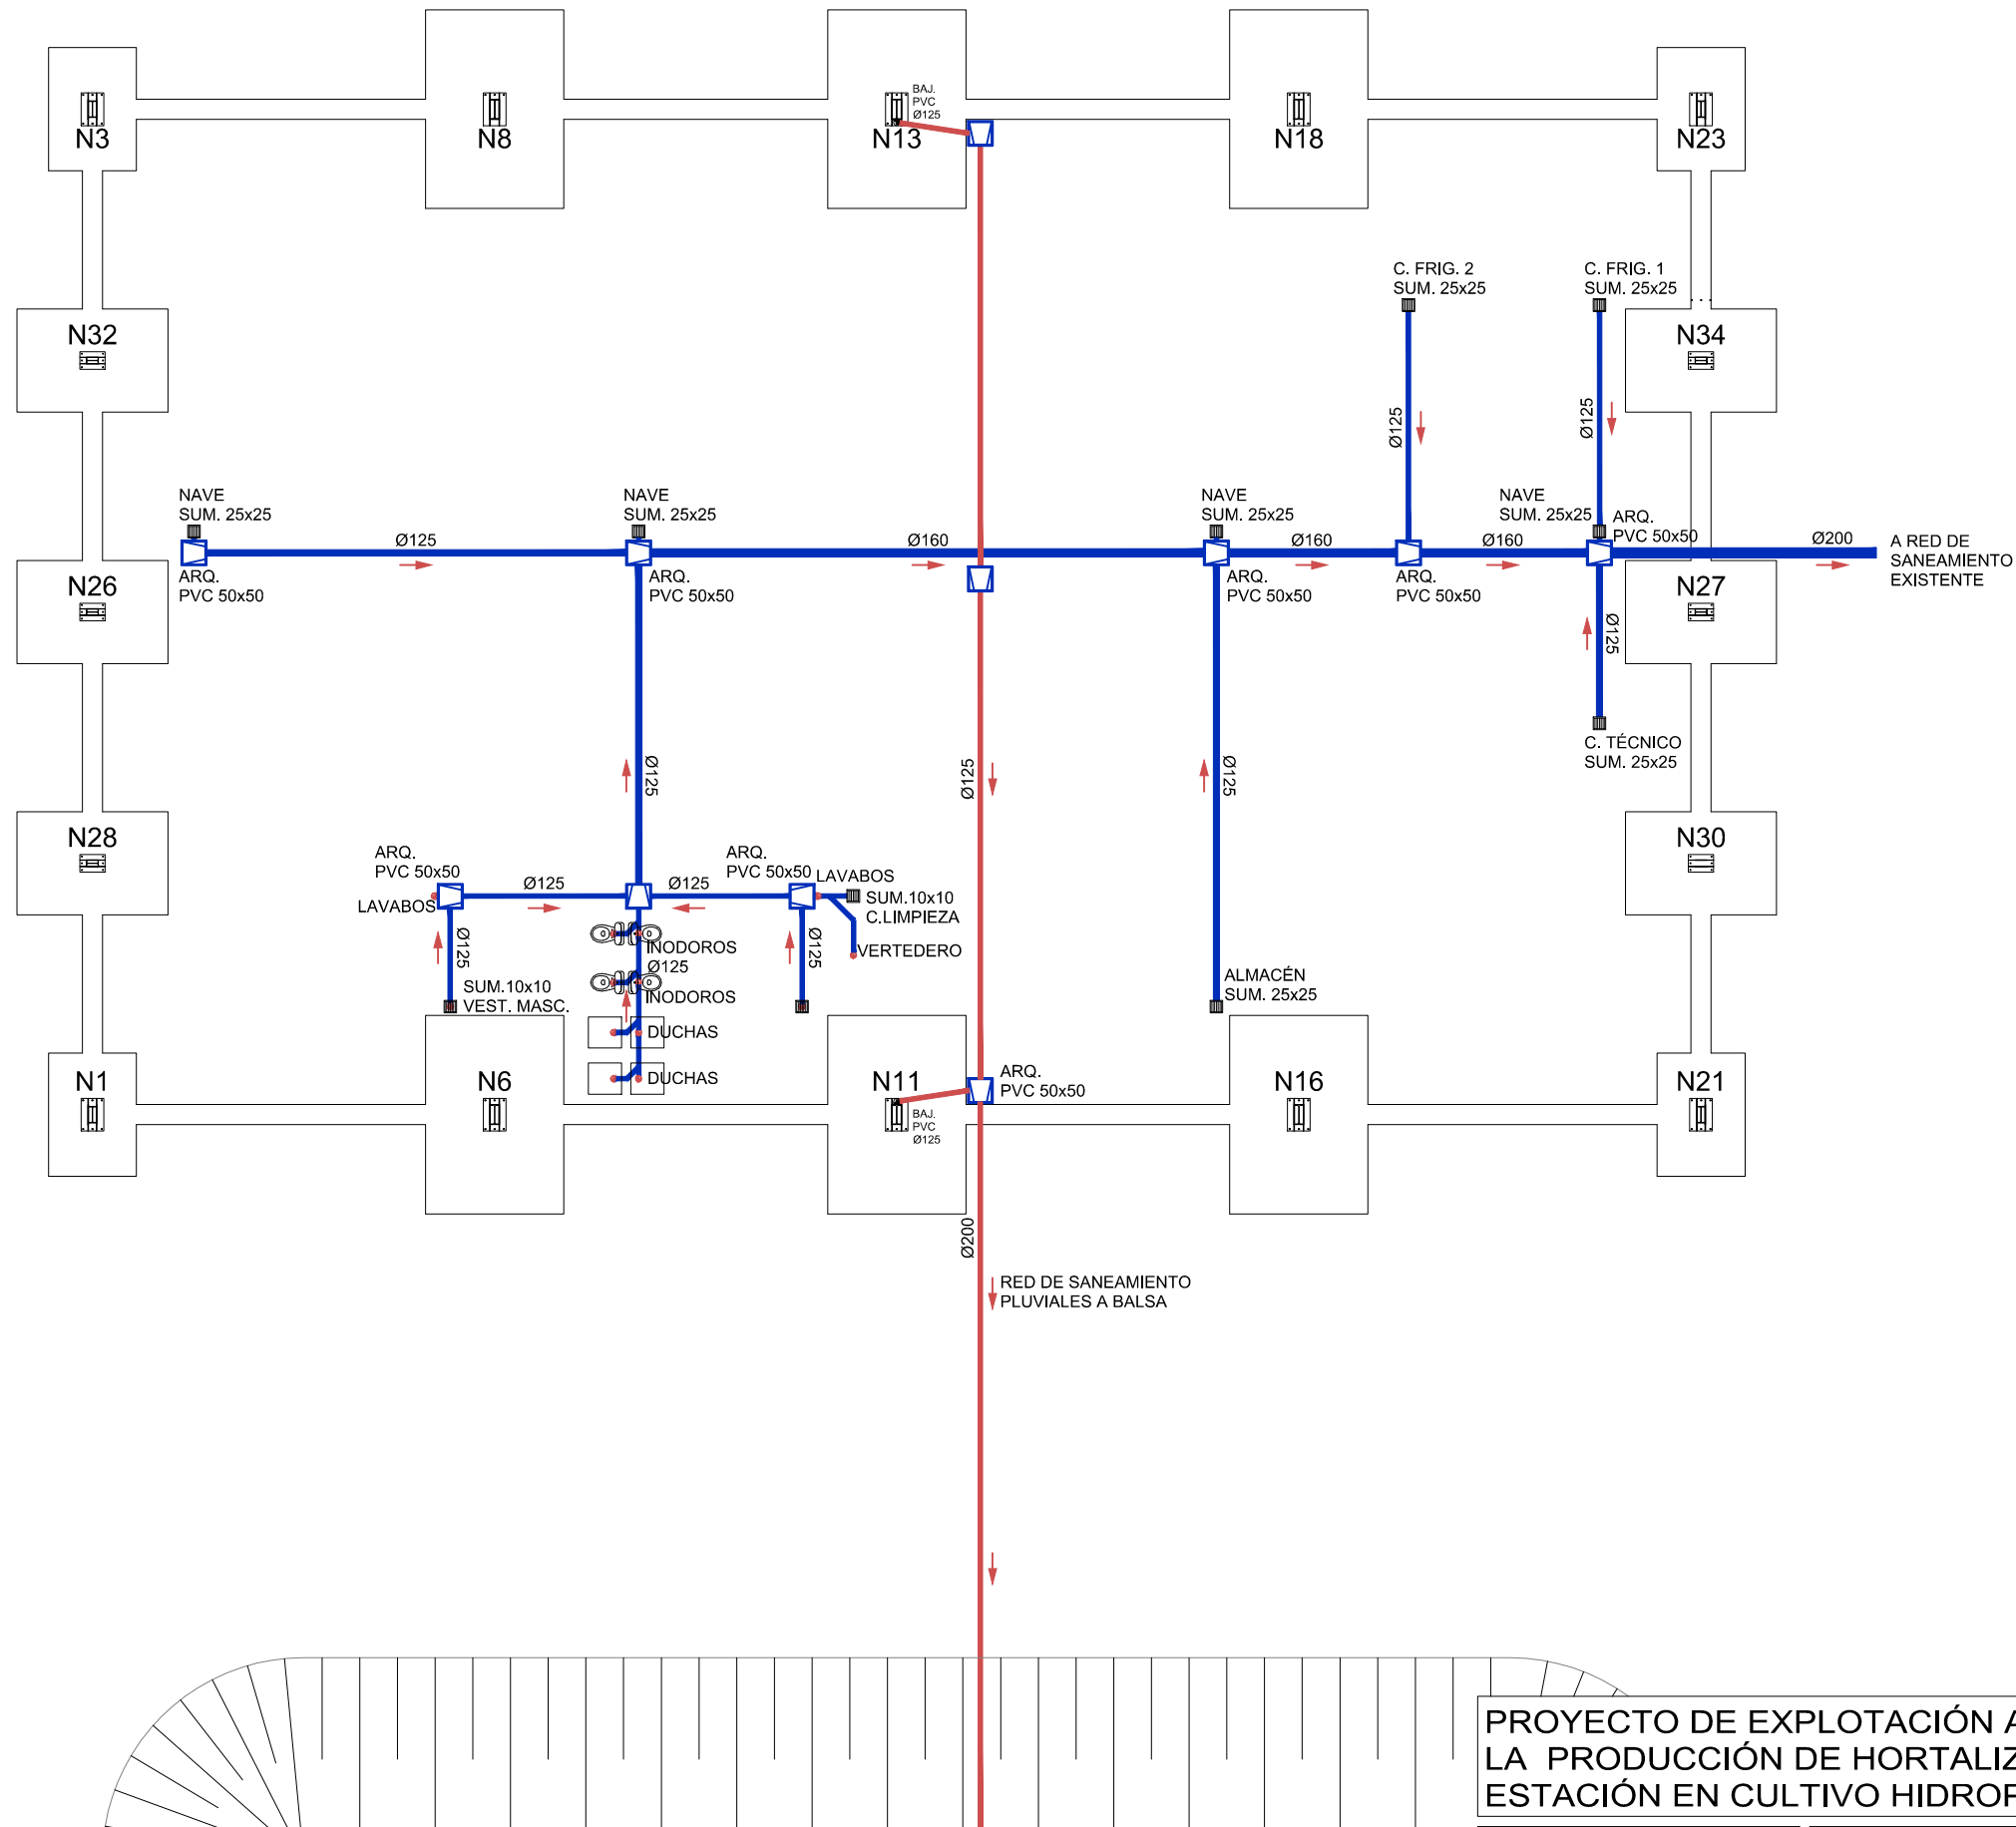 BAJ.
PVC
Ø125
N3
N8
N13
N18
N23
C. FRIG. 2
SUM. 25x25
C. FRIG. 1
SUM. 25x25
N32
N34
Ø125
Ø125
NAVE
SUM. 25x25
NAVE
SUM. 25x25
NAVE
SUM. 25x25
NAVE
SUM. 25x25
ARQ.
PVC 50x50
Ø125
Ø160
Ø160
Ø160
Ø200
A RED DE
SANEAMIENTO
EXISTENTE
ARQ.
PVC 50x50
ARQ.
PVC 50x50
ARQ.
PVC 50x50
ARQ.
PVC 50x50
N26
N27
Ø125
C. TÉCNICO
SUM. 25x25
Ø125
Ø125
Ø125
N28
N30
ARQ.
PVC 50x50
ARQ.
PVC 50x50
LAVABOS
Ø125
Ø125
LAVABOS
SUM.10x10
C.LIMPIEZA
Ø125
Ø125
INODOROS
Ø125
VERTEDERO
SUM.10x10
VEST. MASC.
INODOROS
ALMACÉN
SUM. 25x25
DUCHAS
DUCHAS
N1
N6
N11
ARQ.
PVC 50x50
N16
N21
BAJ.
PVC
Ø125
Ø200
RED DE SANEAMIENTO
PLUVIALES A BALSA
PROYECTO DE EXPLOTACIÓN
LA PRODUCCIÓN DE
ESTACIÓN EN CULTIVO